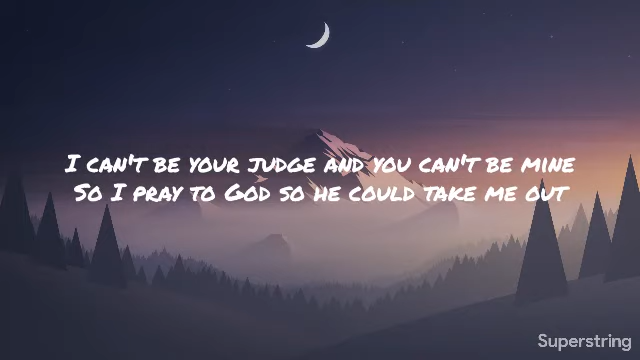 I can't be your judge and you can't be mine
So I pray to God so he could take me out
Superstring